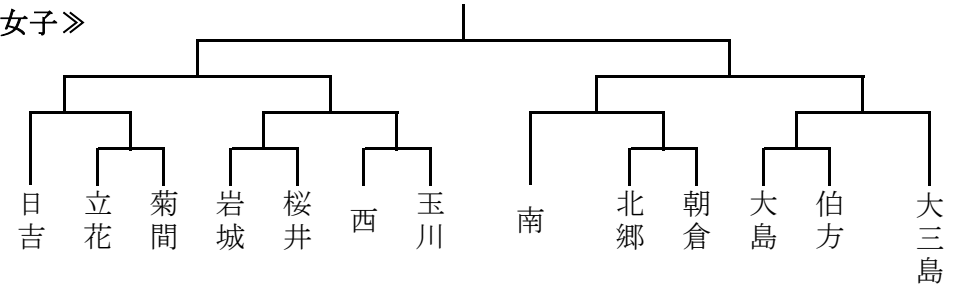 女子≫
日吉
立花
菊間
岩城
桜井
西
玉川
南
北郷
朝倉
大島
伯方
大三島